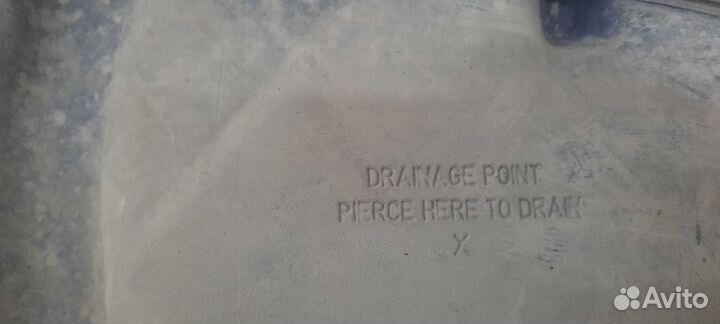 DRAINAGE POINT
PIERCE HERE TO DRAIN
X
Avito